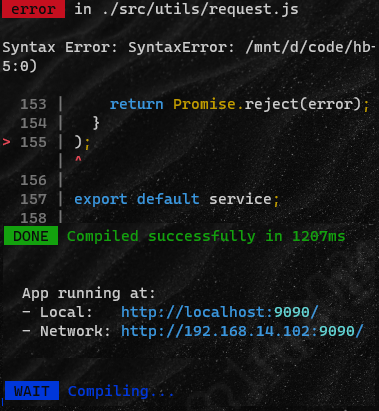 error in ./src/utils/request.js
Syntax Error: SyntaxError: /mnt/d/code/hb-
5:0)
153 |     return Promise.reject(error);
154 |   }
> 155 | );
| ^
156 |
157 | export default service;
158 |
DONE Compiled successfully in 1207ms
App running at:
- Local:   http://localhost:9090/
- Network: http://192.168.14.102:9090/
WAIT Compiling...